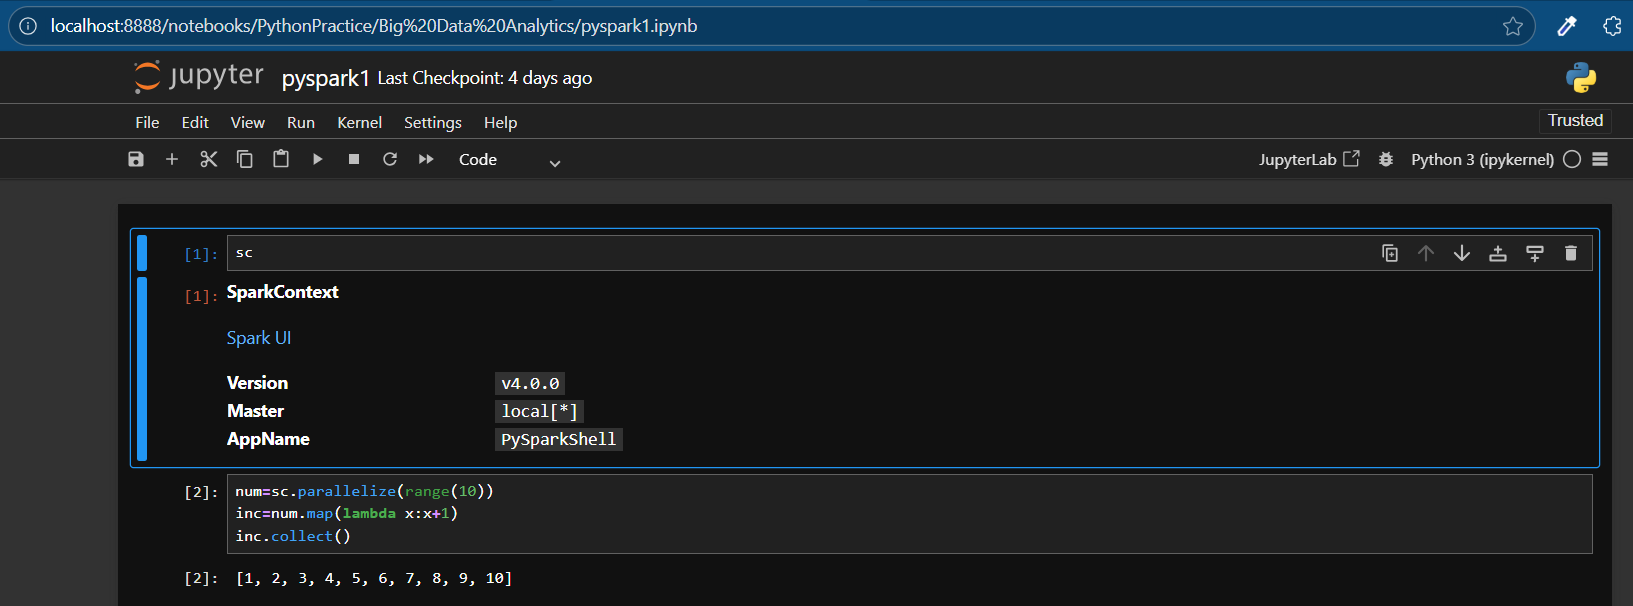 localhost:8888/notebooks/PythonPractice/Big%20Data%20Analytics/pyspark1.ipynb
jupyter pyspark1 Last Checkpoint: 4 days ago
File Edit View Run Kernel Settings Help Trusted
Code JupyterLab Python 3 (ipykernel)
[1]: sc
[1]: SparkContext
Spark UI
Version v4.0.0
Master local[*]
AppName PySparkShell
[2]: num=sc.parallelize(range(10))
inc=num.map(lambda x:x+1)
inc.collect()
[2]: [1, 2, 3, 4, 5, 6, 7, 8, 9, 10]